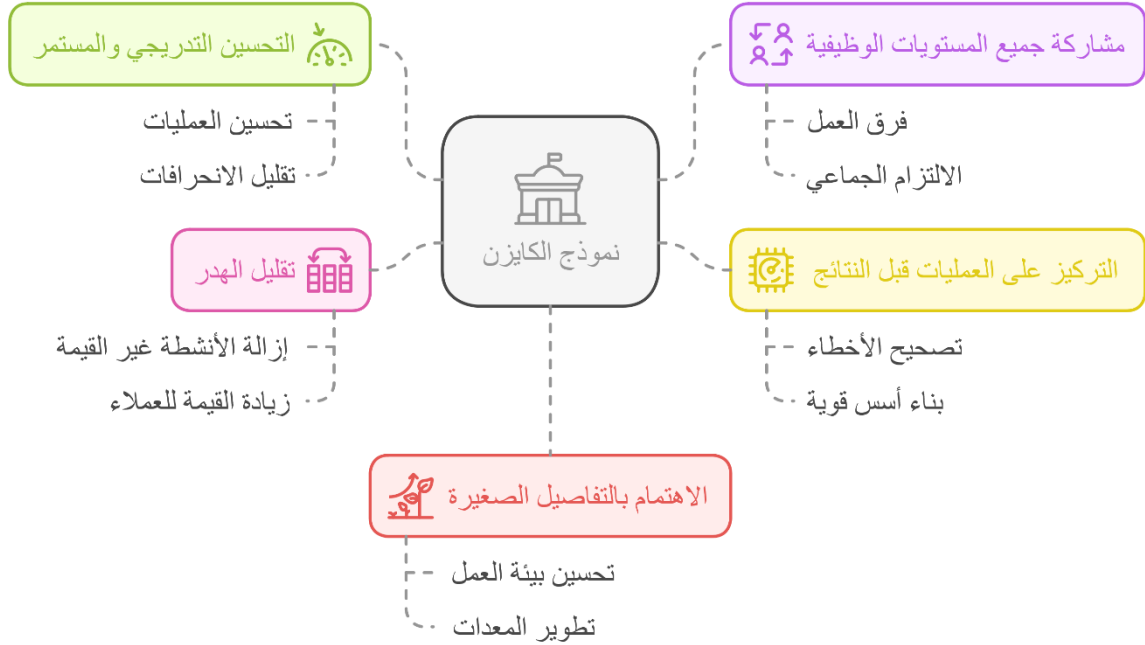 مشاركة جميع المستويات الوظيفية
فرق العمل
الالتزام الجماعي
التحسين التدريجي والمستمر
تحسين العمليات
تقليل الانحرافات
نموذج الكايزن
التركيز على العمليات قبل النتائج
تصحيح الأخطاء
بناء أسس قوية
تقليل الهدر
إزالة الأنشطة غير القيمة
زيادة القيمة للعملاء
الاهتمام بالتفاصيل الصغيرة
تحسين بيئة العمل
تطوير المعدات